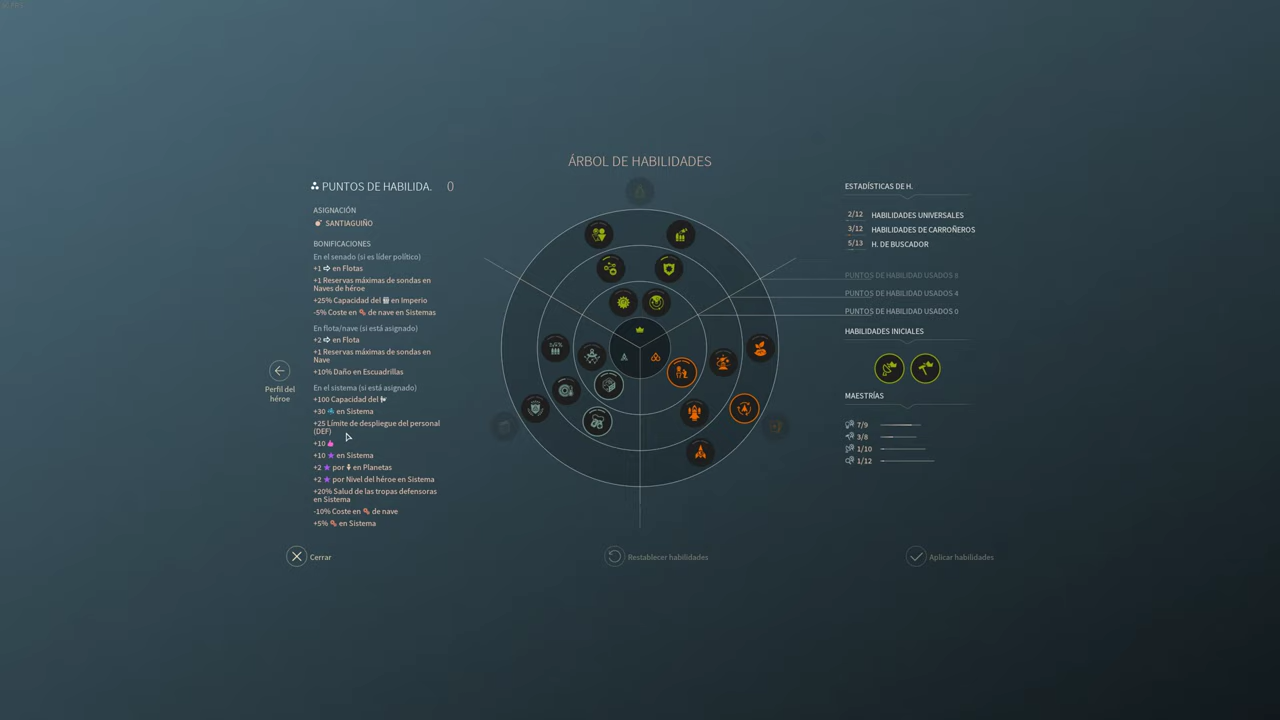 ÁRBOL DE HABILIDADES
PUNTOS DE HABILIDA. 0
ASIGNACIÓN
SANTIAGUIÑO
BONIFICACIONES
En el senado (si es líder político)
+1 en Flotas
+1 Reservas máximas de sondas en
Naves de héroe
+25% Capacidad del en Imperio
-5% Coste en de nave en Sistemas
En flota/nave (si está asignado)
+2 en Flota
+1 Reservas máximas de sondas en
Nave
+10% Daño en Escuadrillas
En el sistema (si está asignado)
+100 Capacidad del
+30 en Sistema
+25 Límite de despliegue del personal
(DEF)
+10
+10 en Sistema
+2 por en Planetas
+2 por Nivel del héroe en Sistema
+20% Salud de las tropas defensoras
en Sistema
-10% Coste en de nave
+5% en Sistema
Perfil del
héroe
Cerrar
Restablecer habilidades
Aplicar habilidades
ESTADÍSTICAS DE H.
2/12 HABILIDADES UNIVERSALES
3/12 HABILIDADES DE CARROÑEROS
5/13 H. DE BUSCADOR
PUNTOS DE HABILIDAD USADOS 8
PUNTOS DE HABILIDAD USADOS 4
PUNTOS DE HABILIDAD USADOS 0
HABILIDADES INICIALES
MAESTRÍAS
7/9
3/8
1/10
1/12